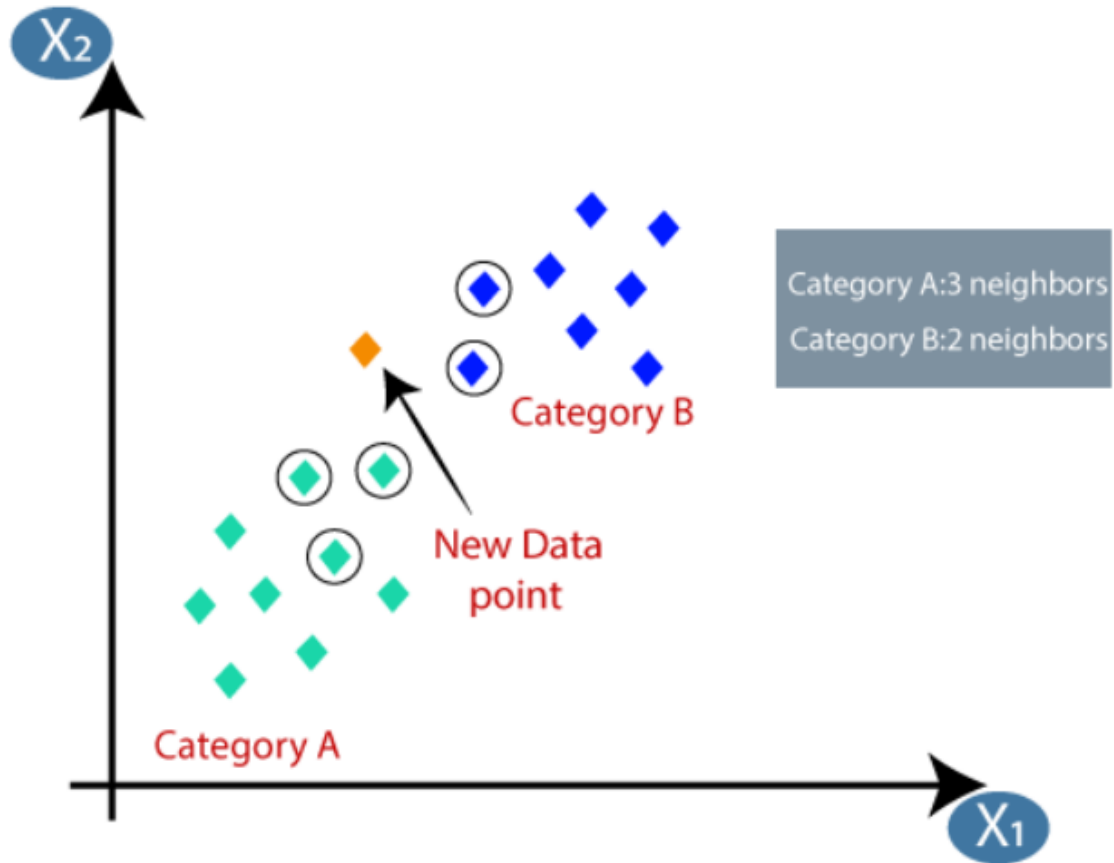 X₂
Category A:3 neighbors
Category B:2 neighbors
Category B
New Data
point
Category A
X₁